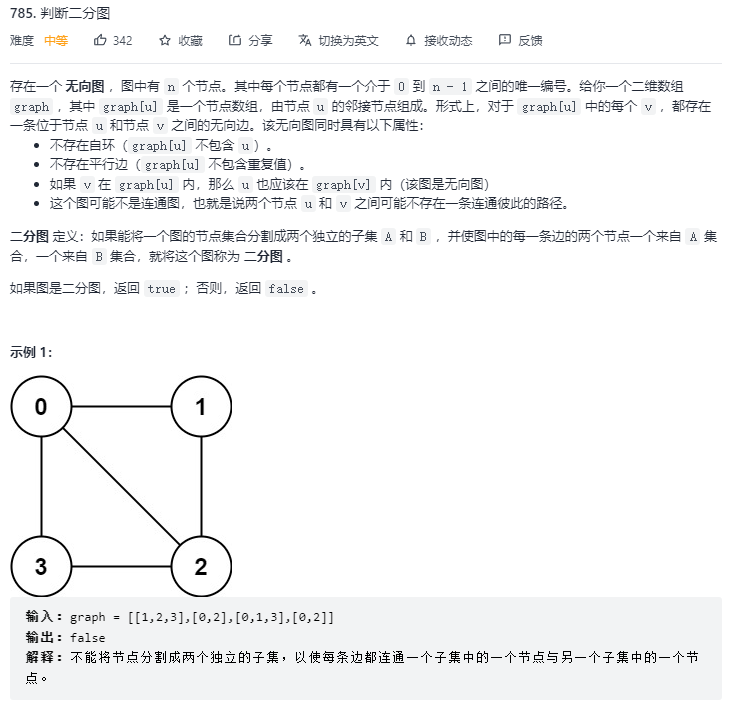 785. 判断二分图
难度 中等 342 收藏 分享 切换为英文 接收动态 反馈
存在一个 无向图 ，图中有 n 个节点。其中每个节点都有一个介于 0 到 n - 1 之间的唯一编号。给你一个二维数组
graph ，其中 graph[u] 是一个节点数组，由节点 u 的邻接节点组成。形式上，对于 graph[u] 中的每个 v ，都存在
一条位于节点 u 和节点 v 之间的无向边。该无向图同时具有以下属性：
• 不存在自环（graph[u] 不包含 u）。
• 不存在平行边（graph[u] 不包含重复值）。
• 如果 v 在 graph[u] 内，那么 u 也应该在 graph[v] 内（该图是无向图）
• 这个图可能不是连通图，也就是说两个节点 u 和 v 之间可能不存在一条连通彼此的路径。
二分图 定义：如果能将一个图的节点集合分割成两个独立的子集 A 和 B ，并使图中的每一条边的两个节点一个来自 A 集
合，一个来自 B 集合，就将这个图称为 二分图 。
如果图是二分图，返回 true ；否则，返回 false 。
示例 1：
0 1
3 2
输入：graph = [[1,2,3],[0,2],[0,1,3],[0,2]]
输出：false
解释：不能将节点分割成两个独立的子集，以使每条边都连通一个子集中的一个节点与另一个子集中的一个节
点。